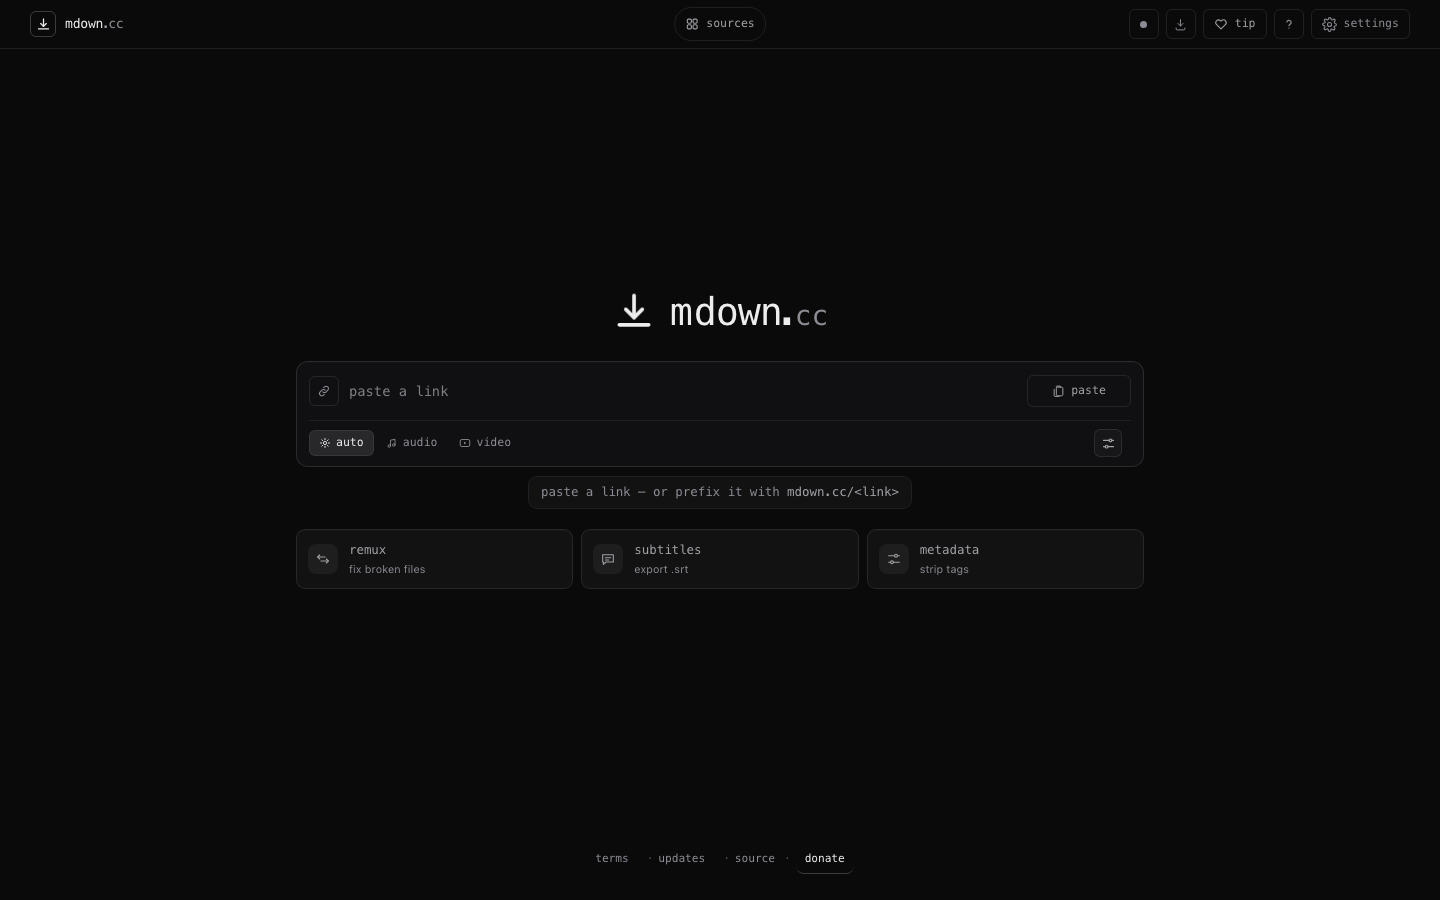 mdown.cc
sources
tip
?
settings
mdown.cc
paste a link
paste
auto
audio
video
paste a link — or prefix it with mdown.cc/<link>
remux
fix broken files
subtitles
export .srt
metadata
strip tags
terms · updates · source · donate